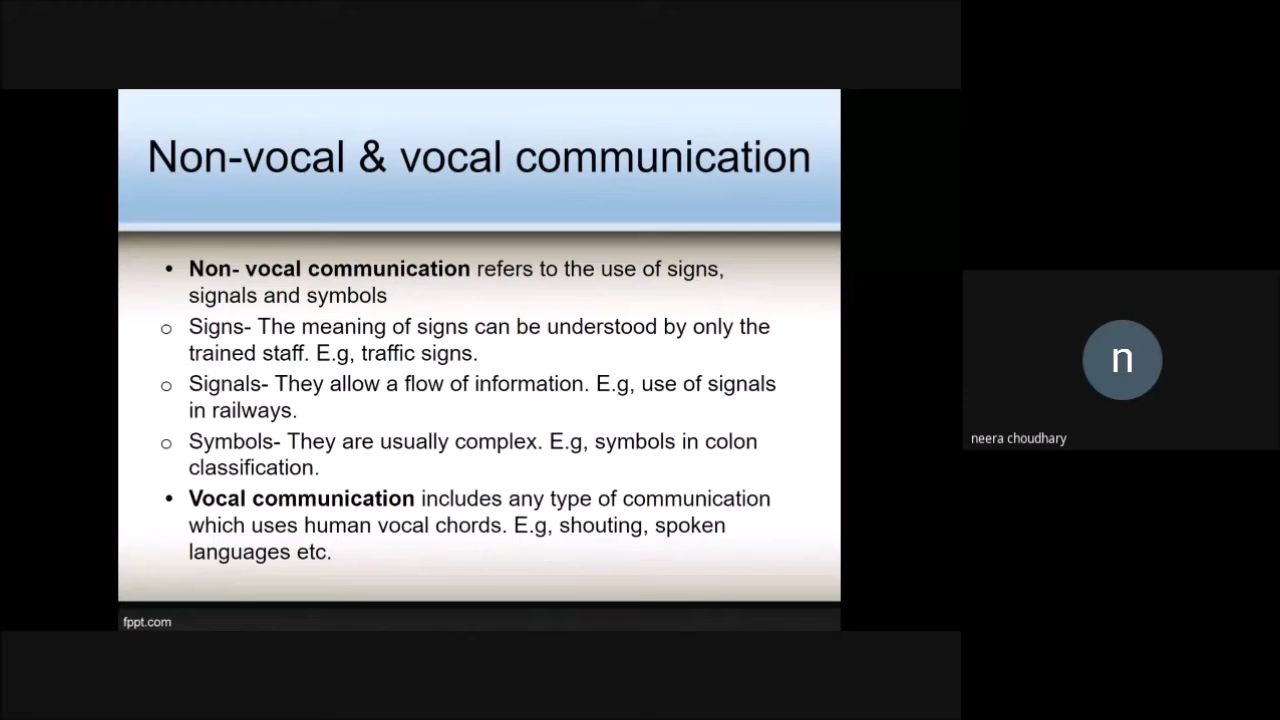 Non-vocal & vocal communication
• Non- vocal communication refers to the use of signs,
signals and symbols
o Signs- The meaning of signs can be understood by only the
trained staff. E.g, traffic signs.
o Signals- They allow a flow of information. E.g, use of signals
in railways.
o Symbols- They are usually complex. E.g, symbols in colon
classification.
• Vocal communication includes any type of communication
which uses human vocal chords. E.g, shouting, spoken
languages etc.
fppt.com
n
neera choudhary